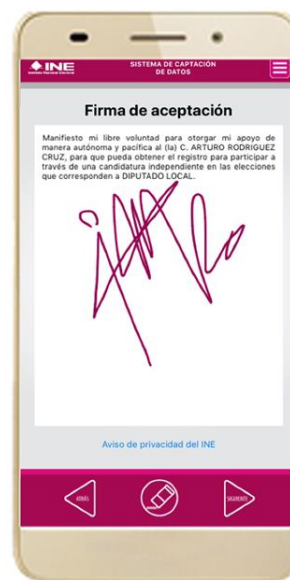 INE
SISTEMA DE CAPTACIÓN
DE DATOS
Firma de aceptación
Manifiesto mi libre voluntad para otorgar mi apoyo de
manera autónoma y pacífica al (la) C. ARTURO RODRIGUEZ
CRUZ, para que pueda obtener el registro para participar a
través de una candidatura independiente en las elecciones
que corresponden a DIPUTADO LOCAL.
Aviso de privacidad del INE
ATRÁS
SIGUIENTE